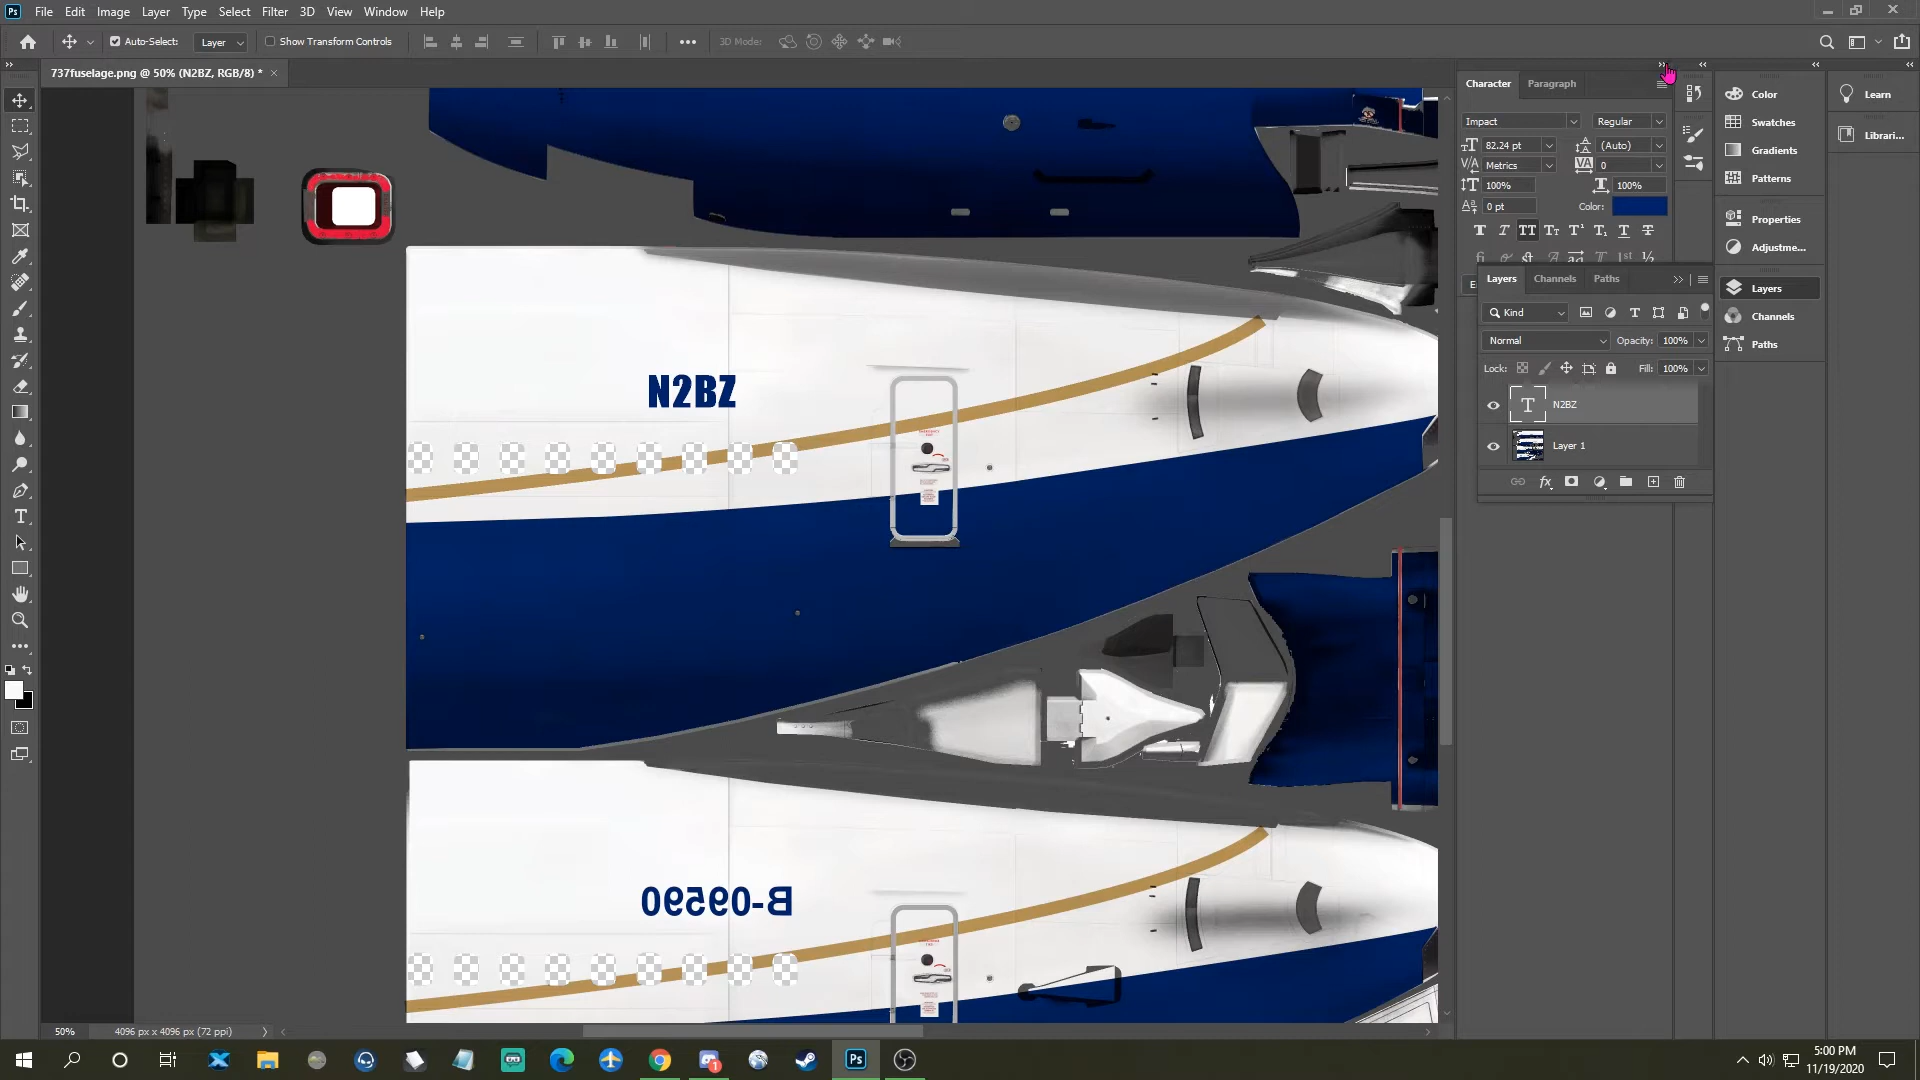 Ps File Edit Image Layer Type Select Filter 3D View Window Help
Auto-Select: Layer Show Transform Controls 3D Mode:
737fuselage.png @ 50% (N2BZ, RGB/8) *
Character Paragraph
Impact Regular
82.24 pt (Auto)
Metrics 0
100% 100%
0 pt Color:
Layers Channels Paths
Kind
Normal Opacity: 100%
Lock: Fill: 100%
N2BZ
Layer 1
Color
Swatches
Gradients
Patterns
Properties
Adjustme...
Layers
Channels
Paths
Learn
Librari...
N2BZ
B-09590
50% 4096 px x 4096 px (72 ppi)
5:00 PM
11/19/2020